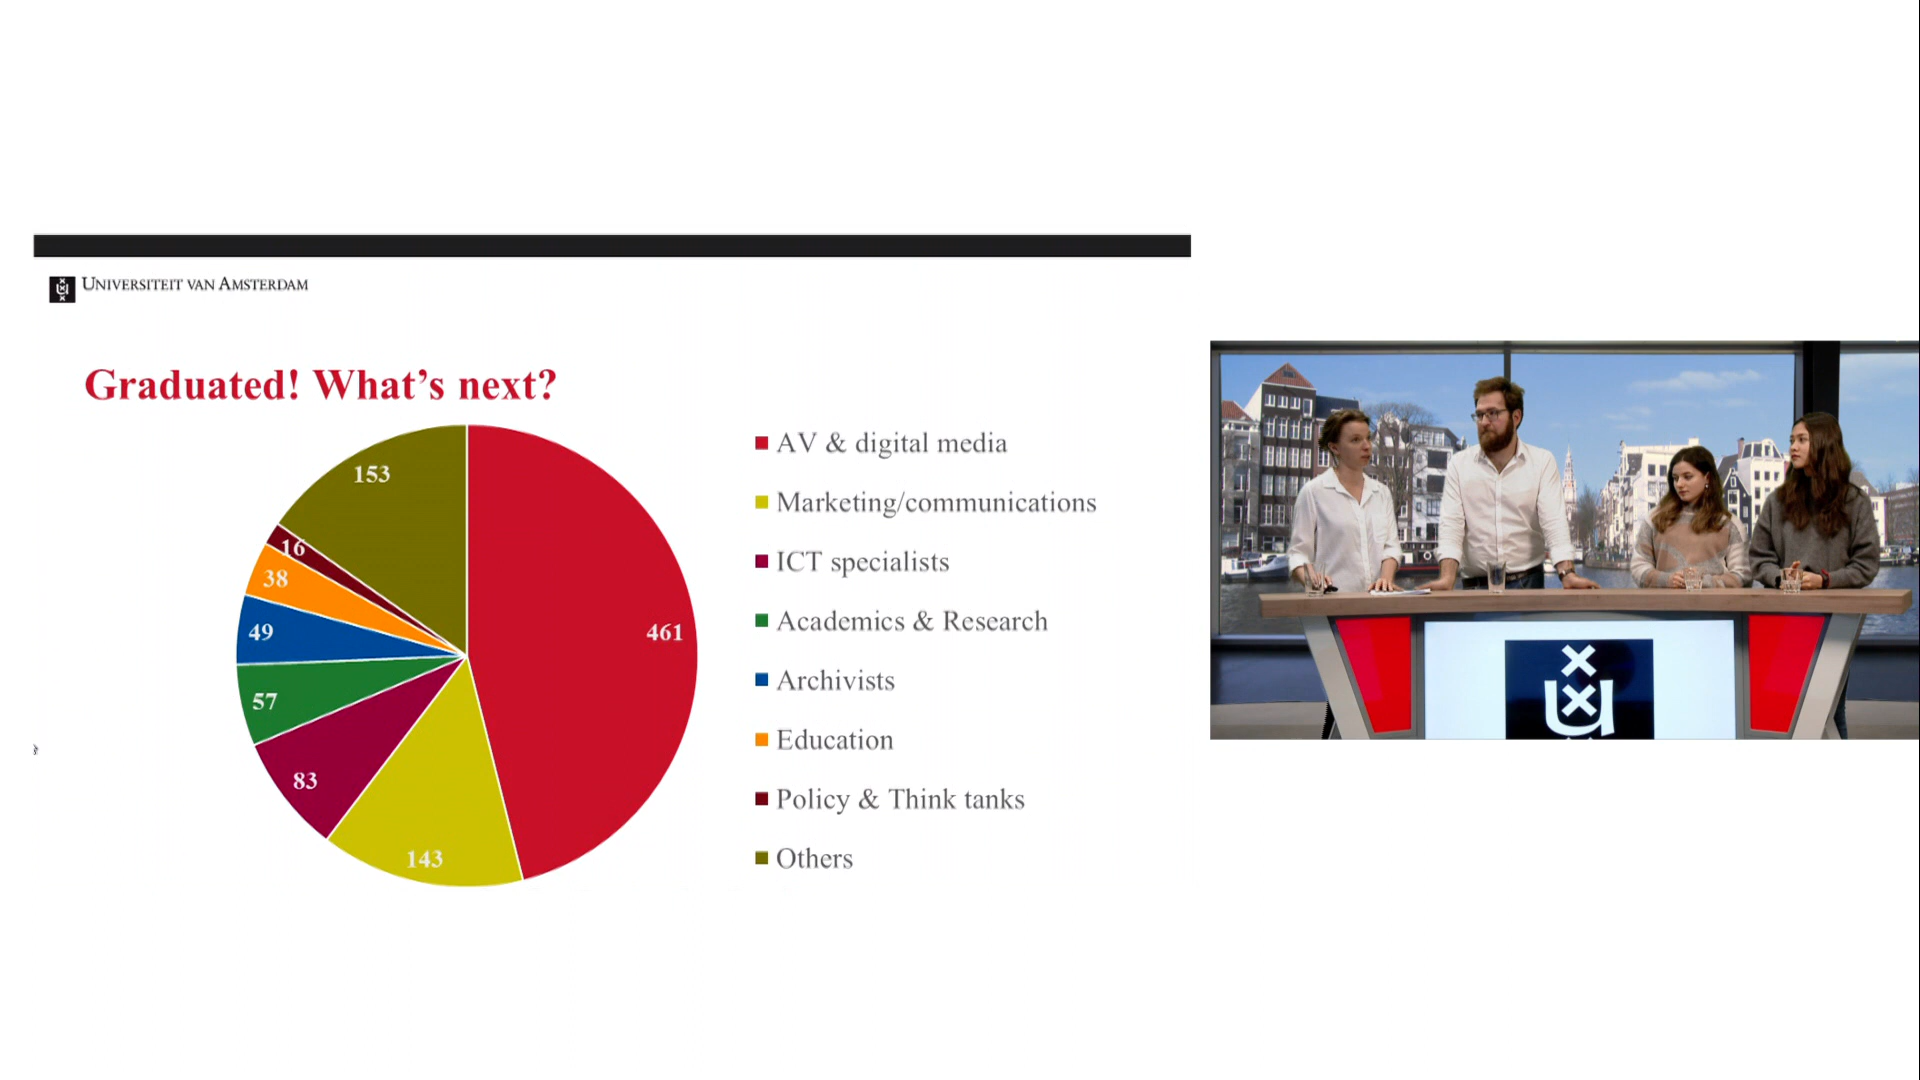 UNIVERSITEIT VAN AMSTERDAM
Graduated! What's next?
153
16
38
49
57
83
143
461
AV & digital media
Marketing/communications
ICT specialists
Academics & Research
Archivists
Education
Policy & Think tanks
Others